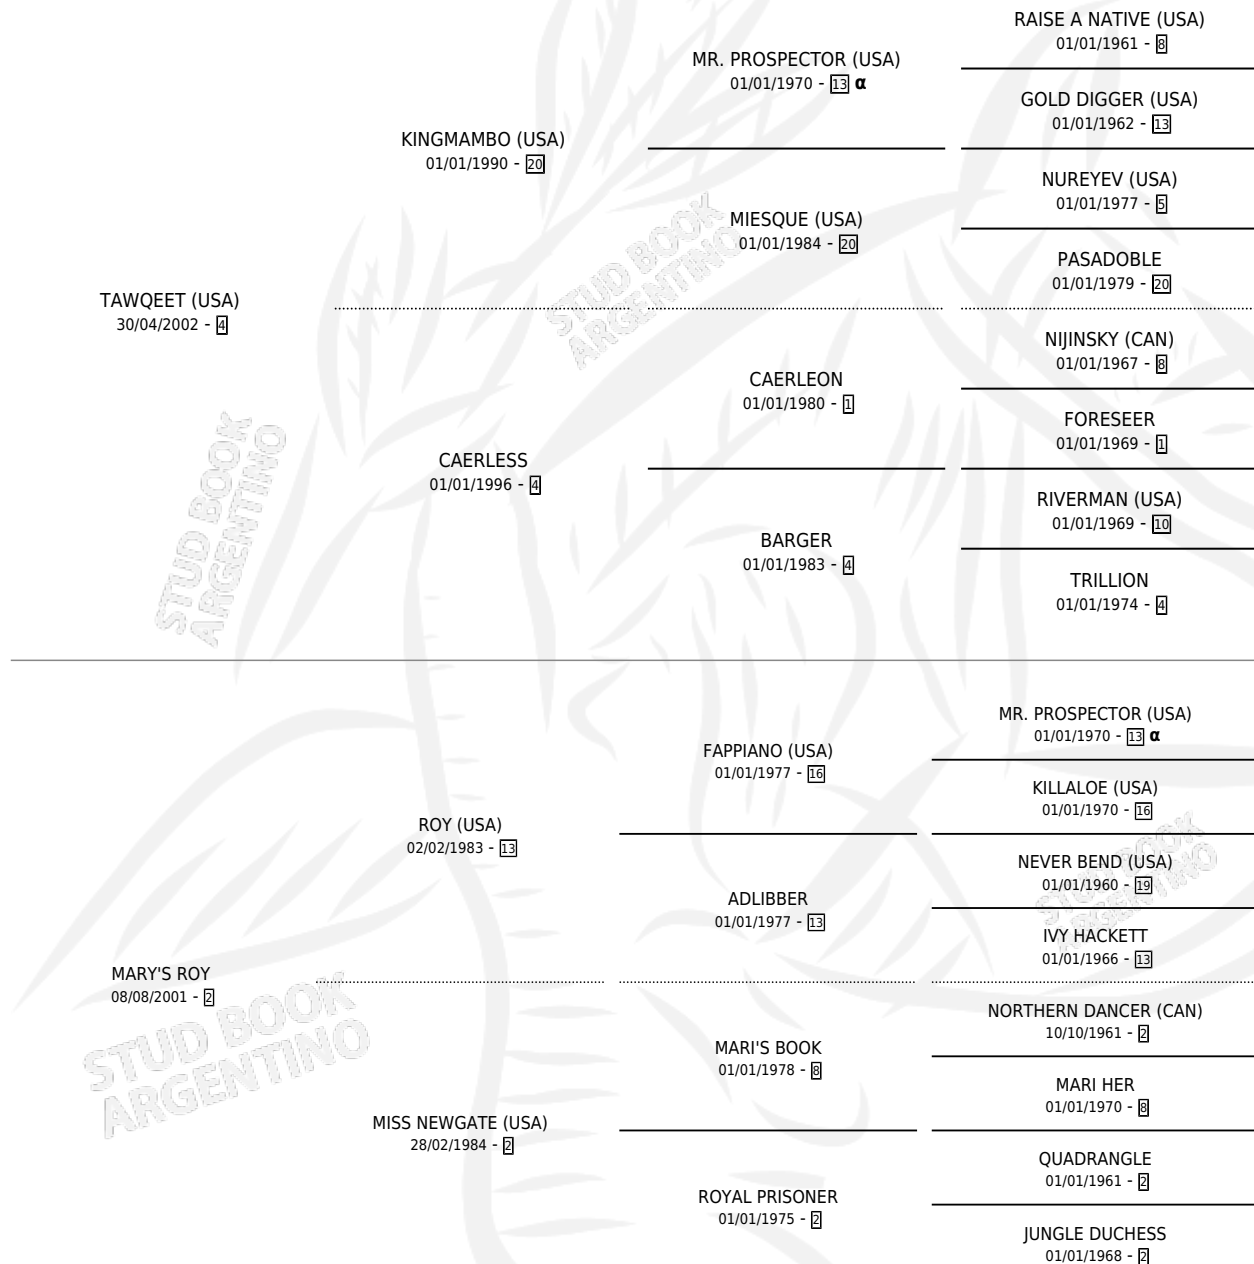 RAISE A NATIVE (USA)
01/01/1961 - 8
MR. PROSPECTOR (USA)
01/01/1970 - 13 α
GOLD DIGGER (USA)
01/01/1962 - 13
KINGMAMBO (USA)
01/01/1990 - 20
NUREYEV (USA)
01/01/1977 - 5
MIESQUE (USA)
01/01/1984 - 20
PASADOBLE
01/01/1979 - 20
TAWQEET (USA)
30/04/2002 - 4
STUD BOOK
ARGENTINO
NIJINSKY (CAN)
01/01/1967 - 8
CAERLEON
01/01/1980 - 1
FORESEER
01/01/1969 - 1
CAERLESS
01/01/1996 - 4
STUD BOOK
ARGENTINO
RIVERMAN (USA)
01/01/1969 - 10
BARGER
01/01/1983 - 4
TRILLION
01/01/1974 - 4
MR. PROSPECTOR (USA)
01/01/1970 - 13 α
FAPPIANO (USA)
01/01/1977 - 16
KILLALOE (USA)
01/01/1970 - 16
ROY (USA)
02/02/1983 - 13
STUD BOOK
ARGENTINO
NEVER BEND (USA)
01/01/1960 - 19
ADLIBBER
01/01/1977 - 13
IVY HACKETT
01/01/1966 - 13
MARY'S ROY
08/08/2001 - 2
STUD BOOK
ARGENTINO
NORTHERN DANCER (CAN)
10/10/1961 - 2
MARI'S BOOK
01/01/1978 - 8
MARI HER
01/01/1970 - 8
MISS NEWGATE (USA)
28/02/1984 - 2
QUADRANGLE
01/01/1961 - 2
ROYAL PRISONER
01/01/1975 - 2
JUNGLE DUCHESS
01/01/1968 - 2